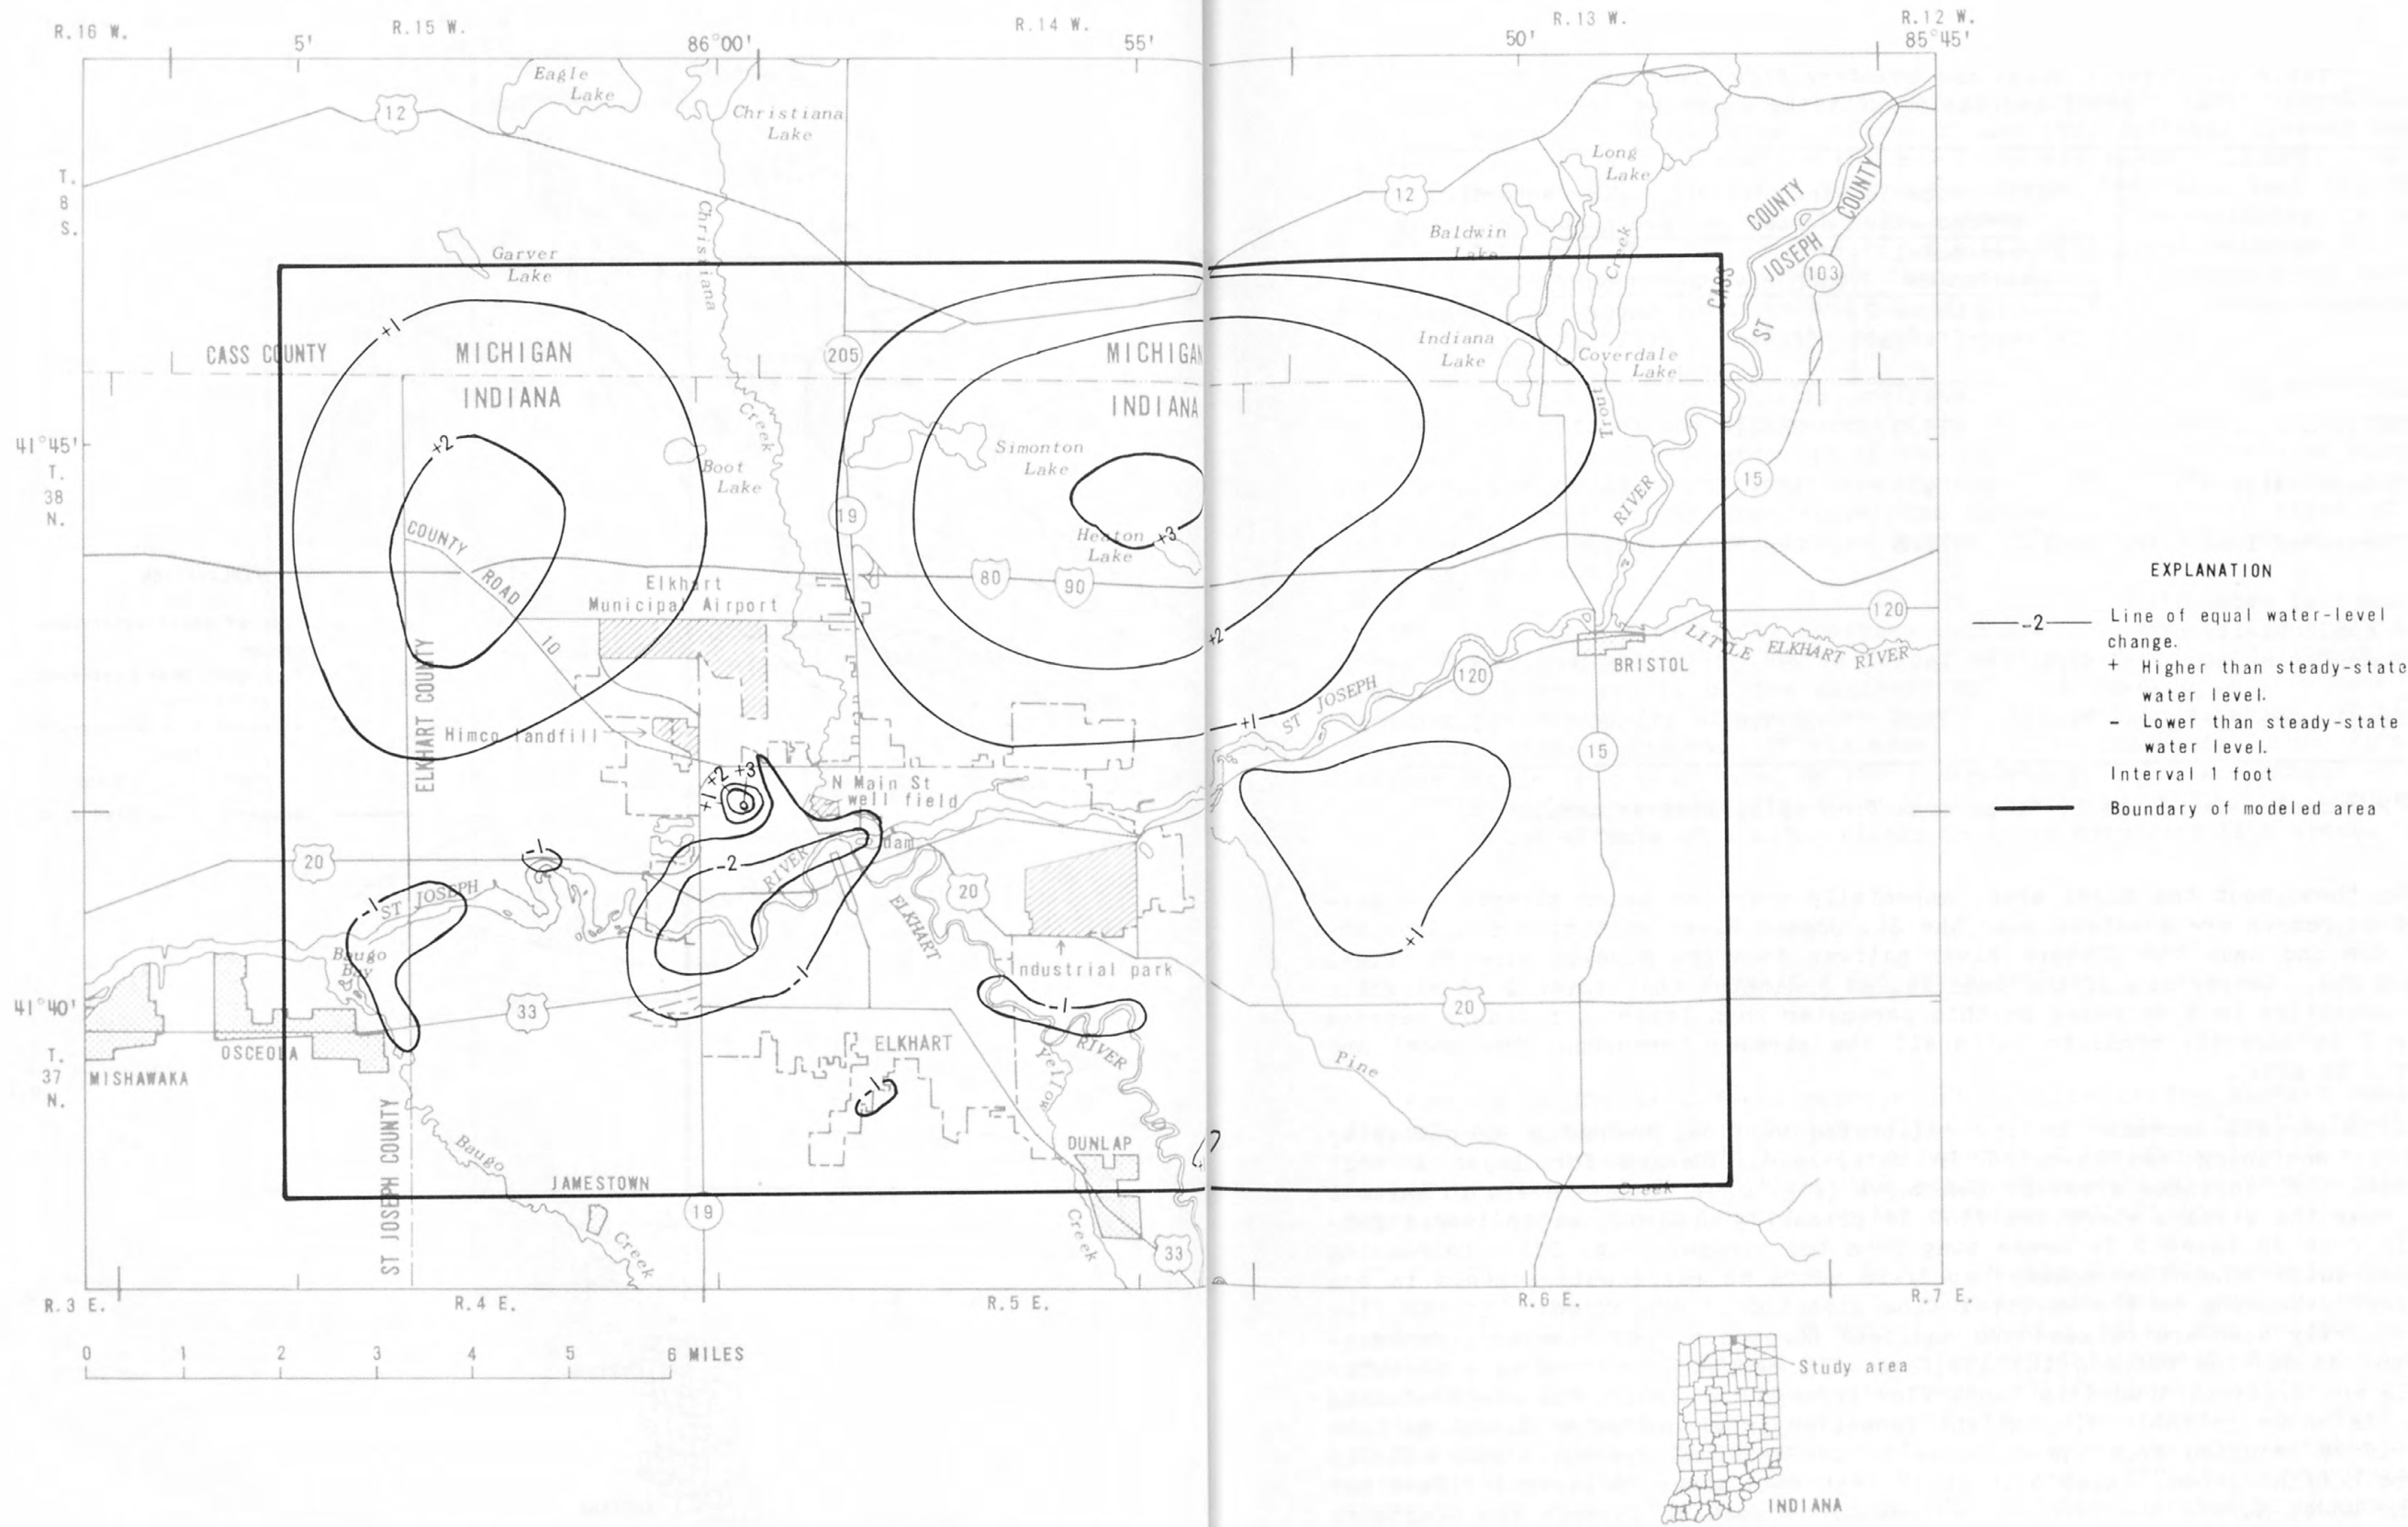 R.16 W.
R.15 W.
R.14 W.
R.13 W.
R.12 W.
5'
86°00'
55'
50'
85°45'
Eagle
Lake
Christiana
Lake
12
Long
Lake
12
T.
8
S.
COUNTY
COUNTY
Christiana
Baldwin
Lake
Creek
Garver
Lake
CASS
ST
JOSEPH
103
+1
CASS COUNTY
MICHIGAN
205
MICHIGAN
Indiana
Lake
Coverdale
Lake
INDIANA
INDIANA
Creek
Trout
41°45'
T.
38
N.
+2
Boot
Lake
Simonton
Lake
15
RIVER
19
COUNTY
ROAD
10
Heaton
Lake
+3
80
90
Elkhart
Municipal Airport
EXPLANATION
-2
Line of equal water-level
change.
+ Higher than steady-state
water level.
- Lower than steady-state
water level.
Interval 1 foot
Boundary of modeled area
120
LITTLE ELKHART RIVER
+2
BRISTOL
120
ELKHART COUNTY
ST JOSEPH
+1
Himco landfill
15
+1
+2
+3
N Main St
well field
dam
-1
20
-2
RIVER
20
ST JOSEPH
-1
ELKHART
+1
Baugo
Bay
Industrial park
-1
41°40'
33
-1
20
OSCEOLA
ELKHART
RIVER
Yellow
Pine
T.
37
N.
MISHAWAKA
-1
ST JOSEPH COUNTY
Baugo
DUNLAP
JAMESTOWN
Creek
19
Creek
Creek
33
R.3 E.
R.4 E.
R.5 E.
R.6 E.
R.7 E.
0 1 2 3 4 5 6 MILES
Study area
INDIANA